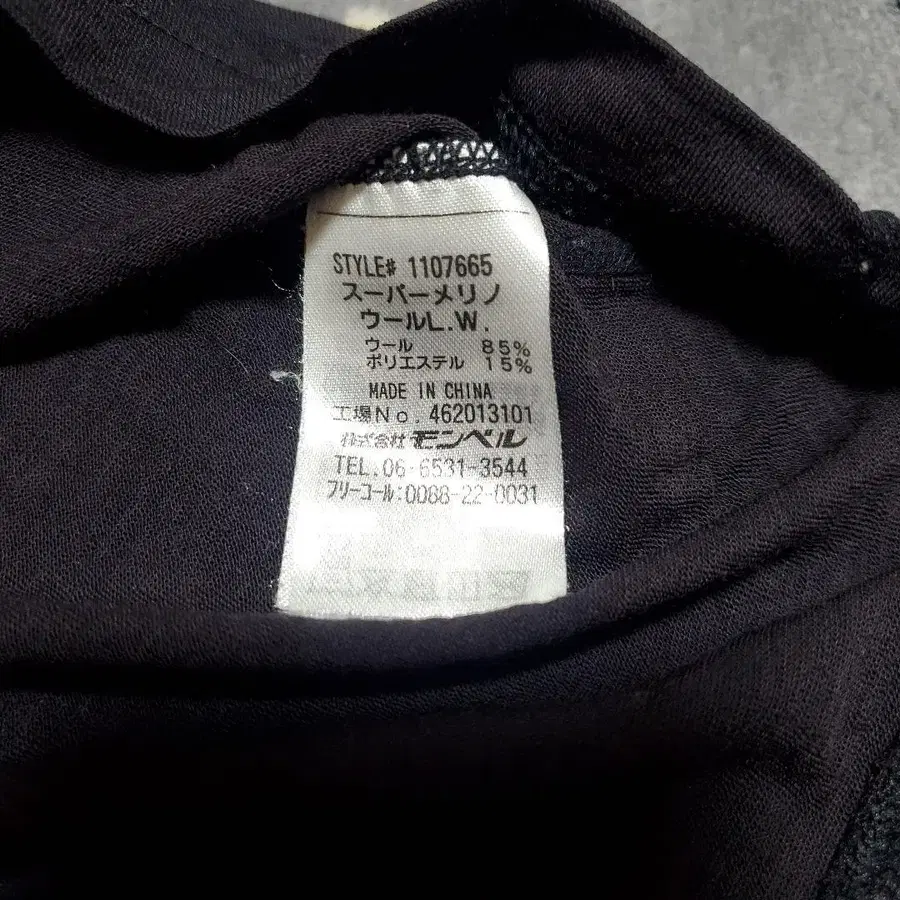 STYLE# 1107665
スーパーメリノ
ウールL.W.
ウール 85%
ポリエステル 15%
MADE IN CHINA
工場No. 462013101
株式会社モンベル
TEL.06-6531-3544
フリーコール:0088-22-0031